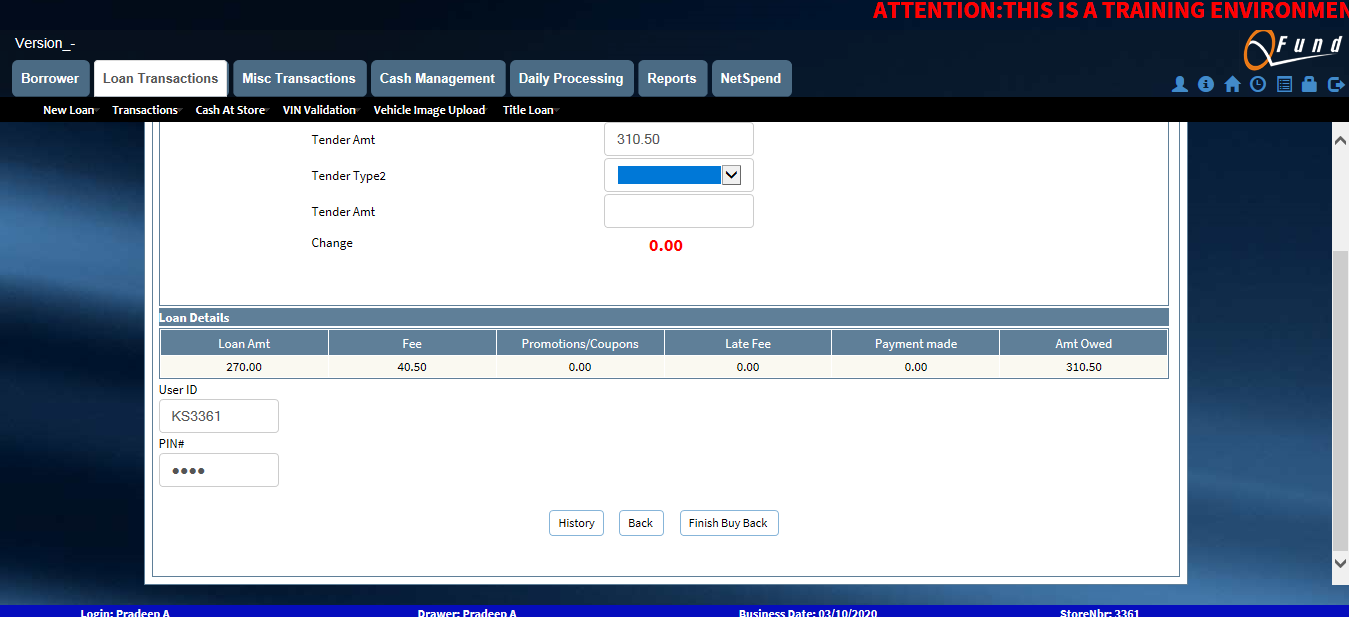 ATTENTION:THIS IS A TRAINING ENVIRONMEN
Version_-
QFund
Borrower Loan Transactions Misc Transactions Cash Management Daily Processing Reports NetSpend
New Loan Transactions Cash At Store VIN Validation Vehicle Image Upload Title Loan
Tender Amt 310.50
Tender Type2
Tender Amt
Change 0.00
Loan Details
Loan Amt Fee Promotions/Coupons Late Fee Payment made Amt Owed
270.00 40.50 0.00 0.00 0.00 310.50
User ID
KS3361
PIN#
••••
History Back Finish Buy Back
Login: Pradeep A Drawer: Pradeep A Business Date: 03/10/2020 StoreNbr: 3361